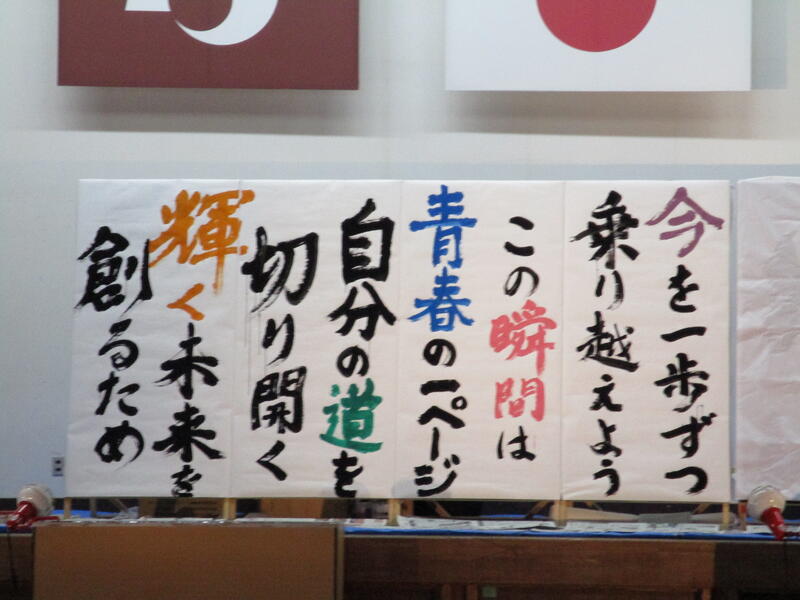 今を一歩ずつ
乗り越えよう
この瞬間は
青春の一ページ
自分の道を
切り開く
輝く未来を
創るため